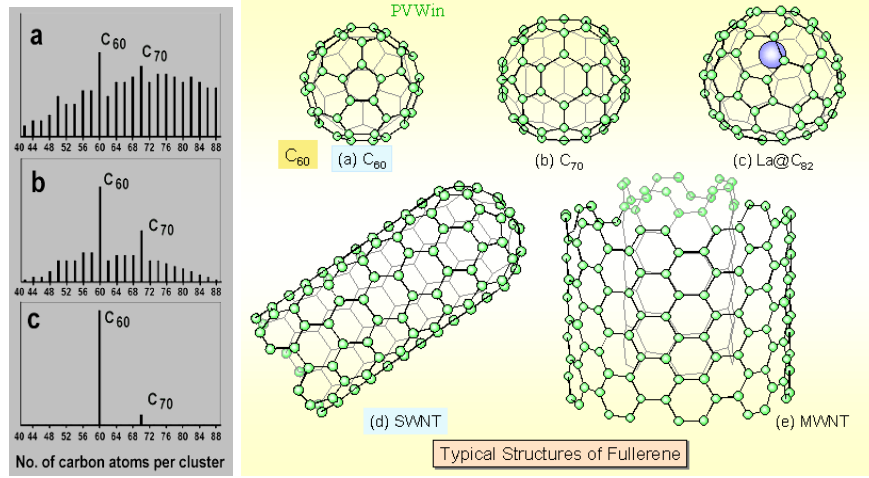 a
C60
C70
40 44 48 52 56 60 64 68 72 76 80 84 88
b
C60
C70
40 44 48 52 56 60 64 68 72 76 80 84 88
c
C60
C70
40 44 48 52 56 60 64 68 72 76 80 84 88
No. of carbon atoms per cluster
PVWin
C60
(a) C60
(b) C70
(c) La@C82
(d) SWNT
(e) MWNT
Typical Structures of Fullerene